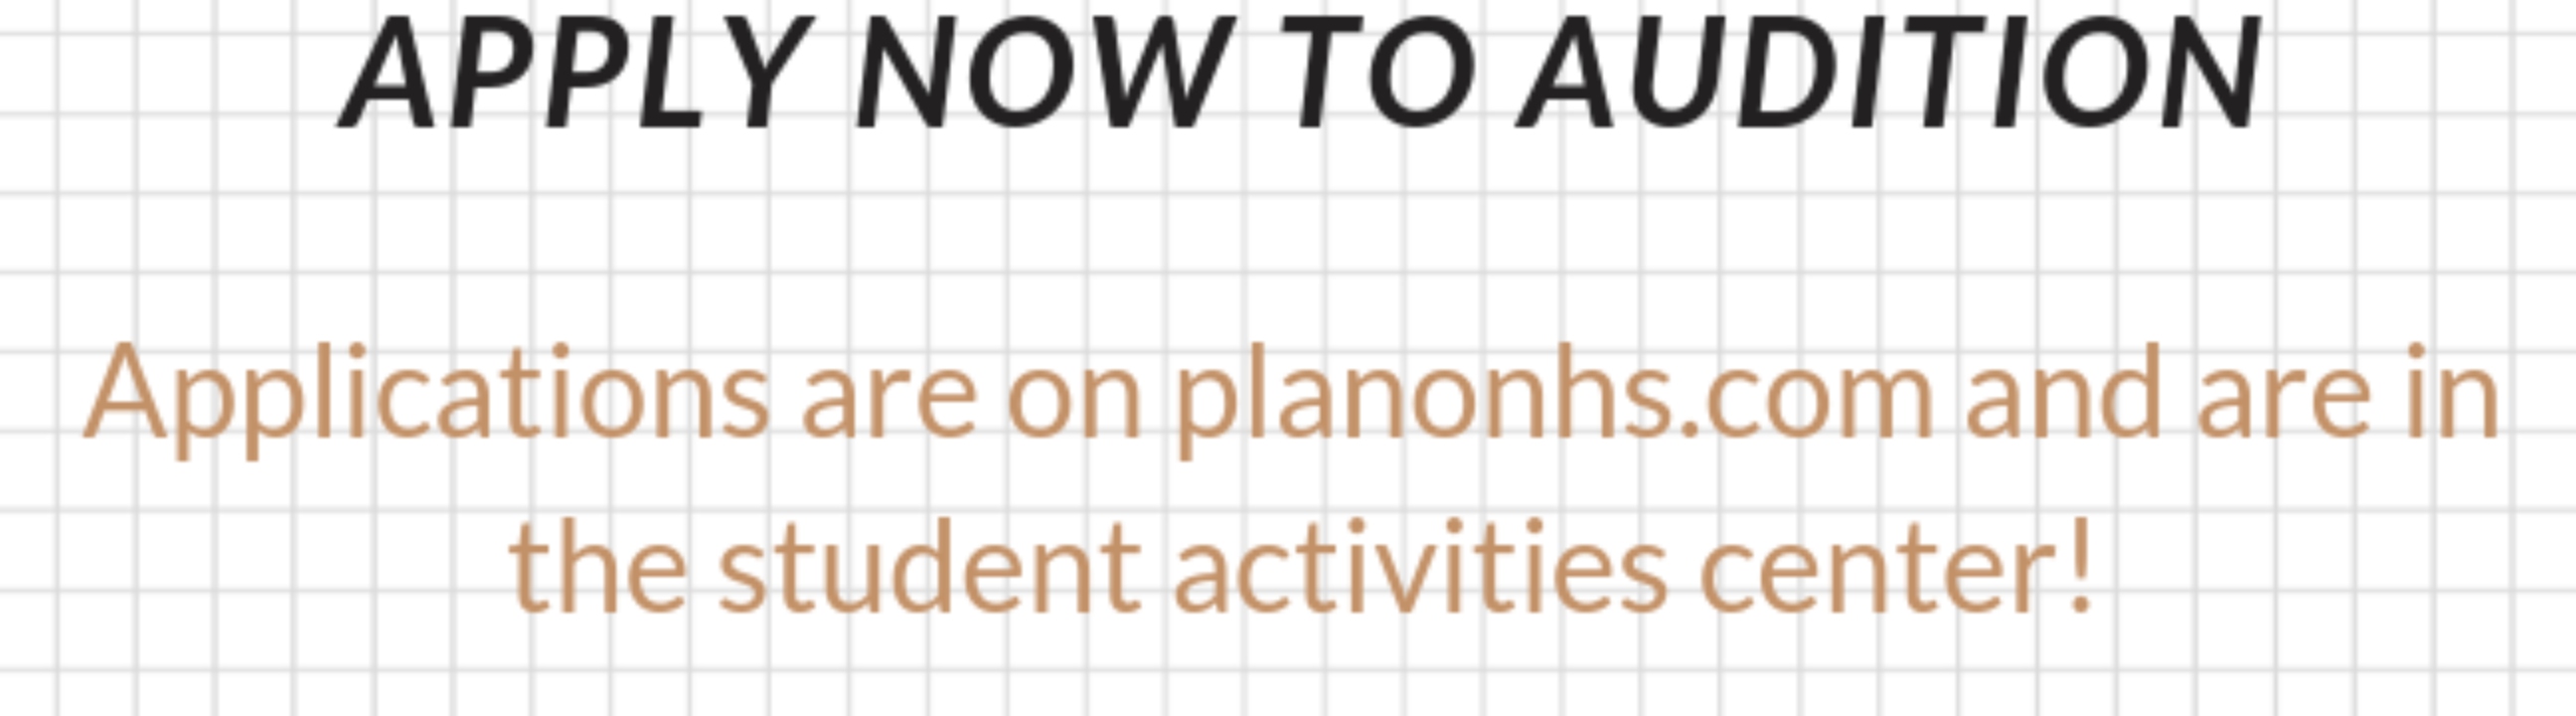 APPLY NOW TO AUDITION
Applications are on planonhs.com and are in
the student activities center!